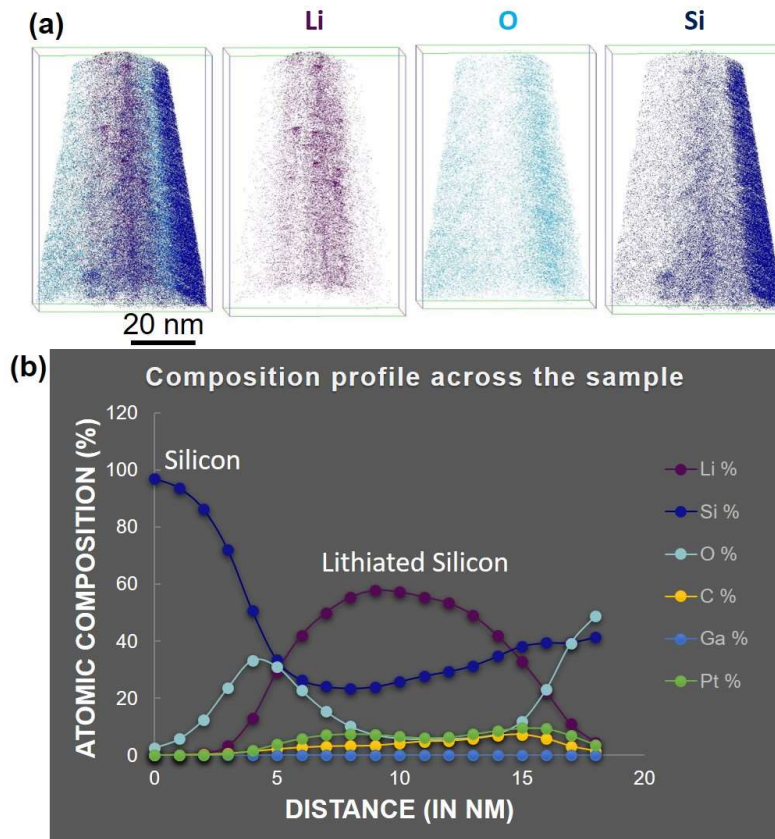 (a)
Li
O
Si
20 nm
(b)
Composition profile across the sample
ATOMIC COMPOSITION (%)
120
100
80
60
40
20
0
Silicon
Lithiated Silicon
Li %
Si %
O %
C %
Ga %
Pt %
0 5 10 15 20
DISTANCE (IN NM)